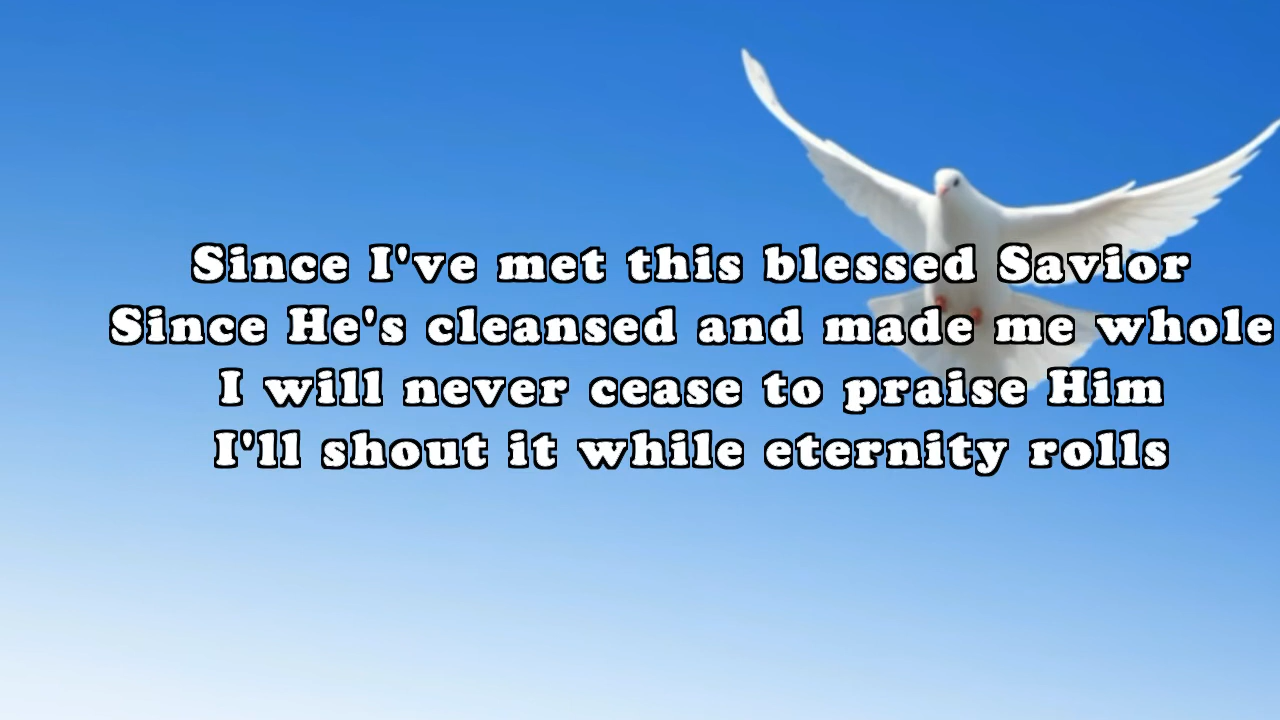 Since I've met this blessed Savior
Since He's cleansed and made me whole
I will never cease to praise Him
I'll shout it while eternity rolls